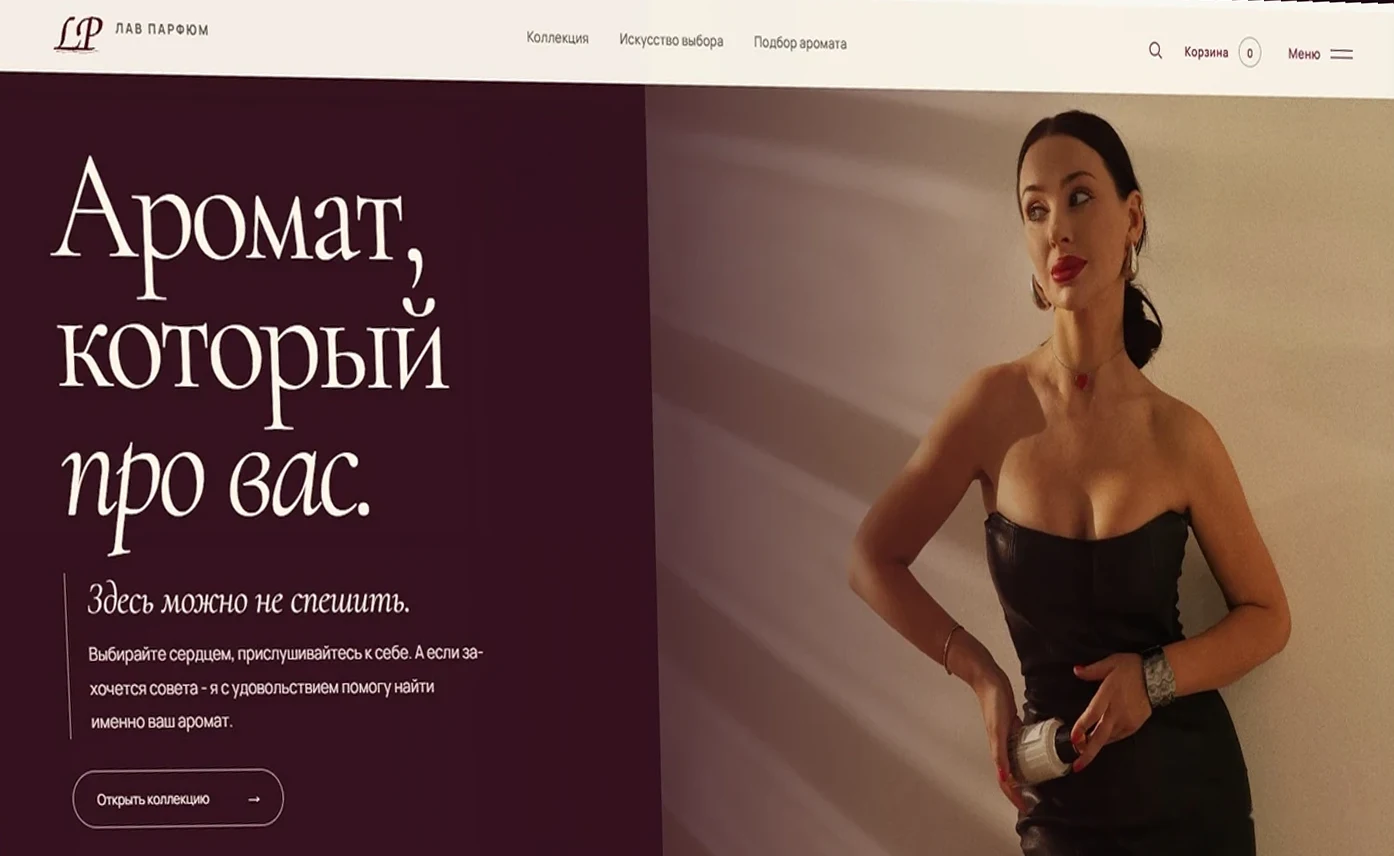 LP ЛАВ ПАРФЮМ
Коллекция Искусство выбора Подбор аромата
Корзина 0 Меню
Аромат,
который
про вас.
Здесь можно не спешить.
Выбирайте сердцем, прислушивайтесь к себе. А если за-
хочется совета - я с удовольствием помогу найти
именно ваш аромат.
Открыть коллекцию →